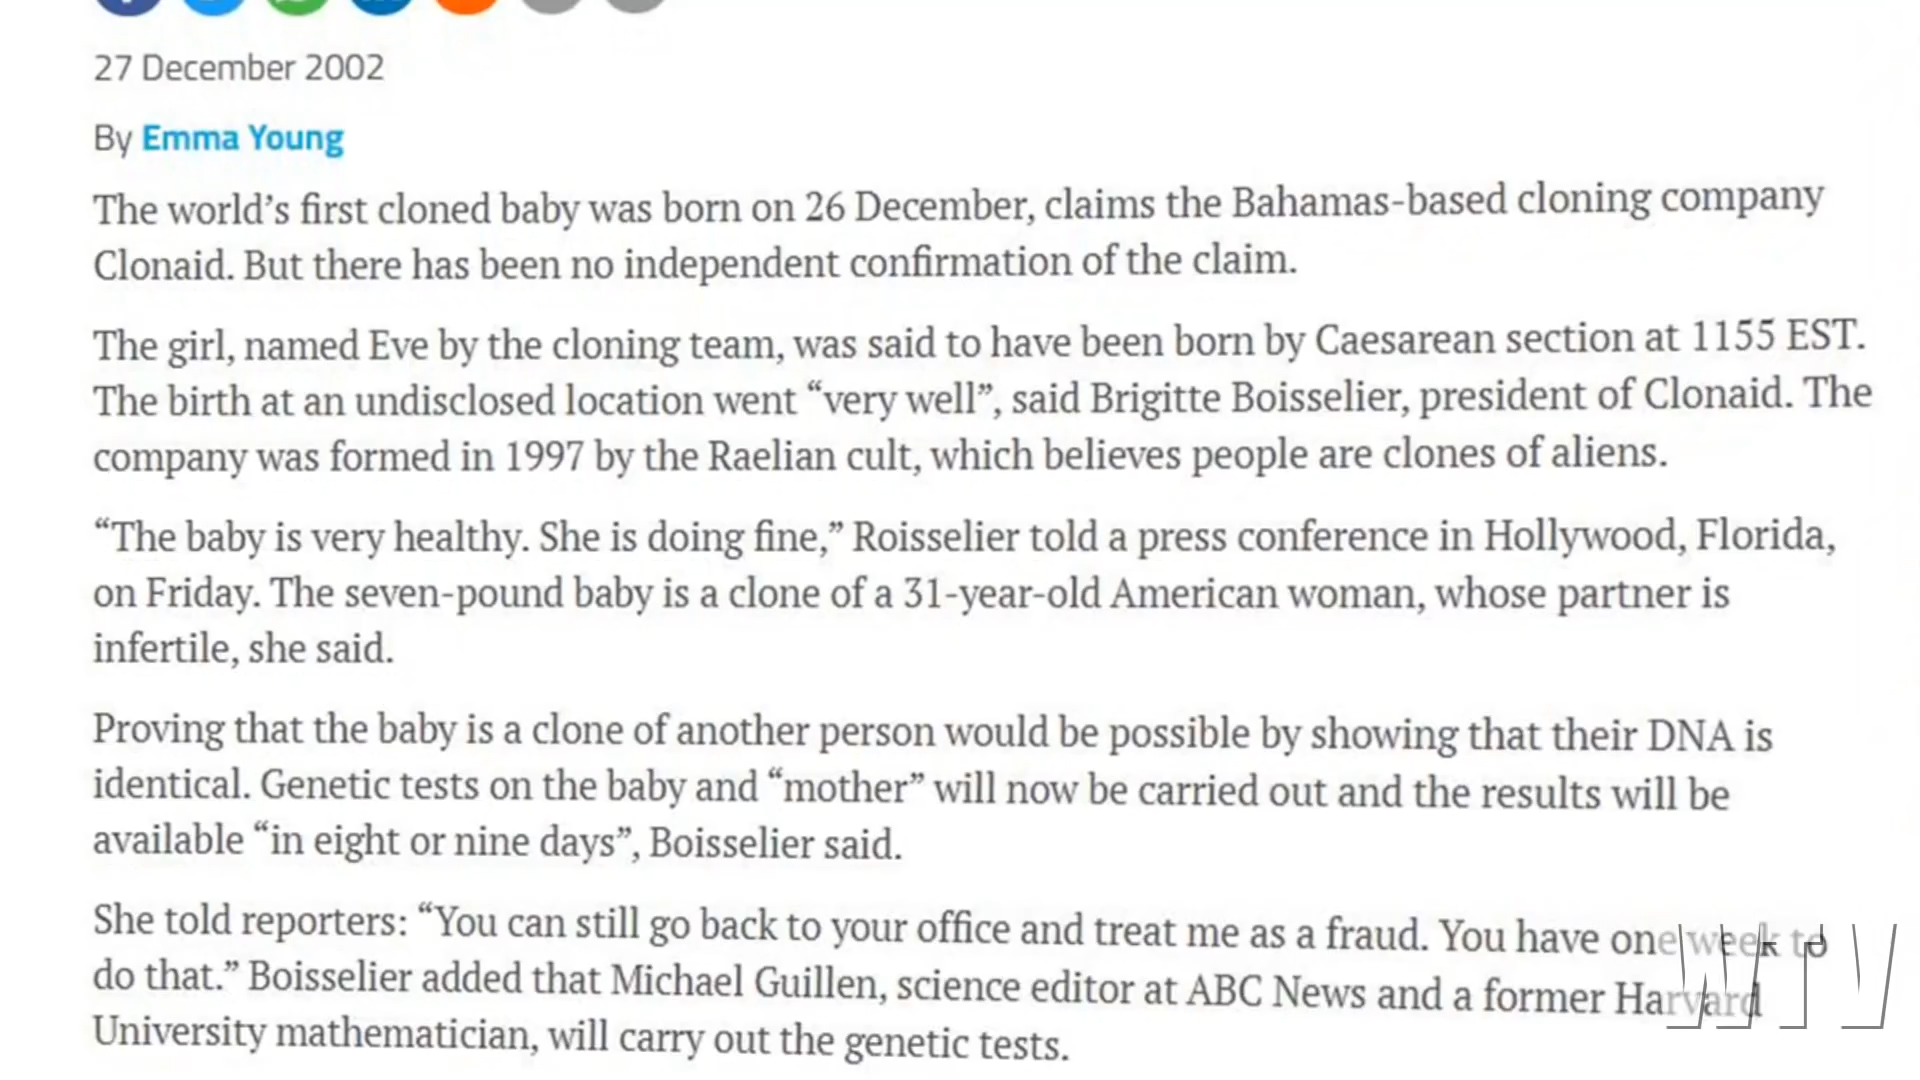 27 December 2002
By Emma Young
The world’s first cloned baby was born on 26 December, claims the Bahamas-based cloning company
Clonaid. But there has been no independent confirmation of the claim.
The girl, named Eve by the cloning team, was said to have been born by Caesarean section at 1155 EST.
The birth at an undisclosed location went “very well”, said Brigitte Boisselier, president of Clonaid. The
company was formed in 1997 by the Raelian cult, which believes people are clones of aliens.
“The baby is very healthy. She is doing fine,” Roisselier told a press conference in Hollywood, Florida,
on Friday. The seven-pound baby is a clone of a 31-year-old American woman, whose partner is
infertile, she said.
Proving that the baby is a clone of another person would be possible by showing that their DNA is
identical. Genetic tests on the baby and “mother” will now be carried out and the results will be
available “in eight or nine days”, Boisselier said.
She told reporters: “You can still go back to your office and treat me as a fraud. You have one week to
do that.” Boisselier added that Michael Guillen, science editor at ABC News and a former Harvard
University mathematician, will carry out the genetic tests.
WTV